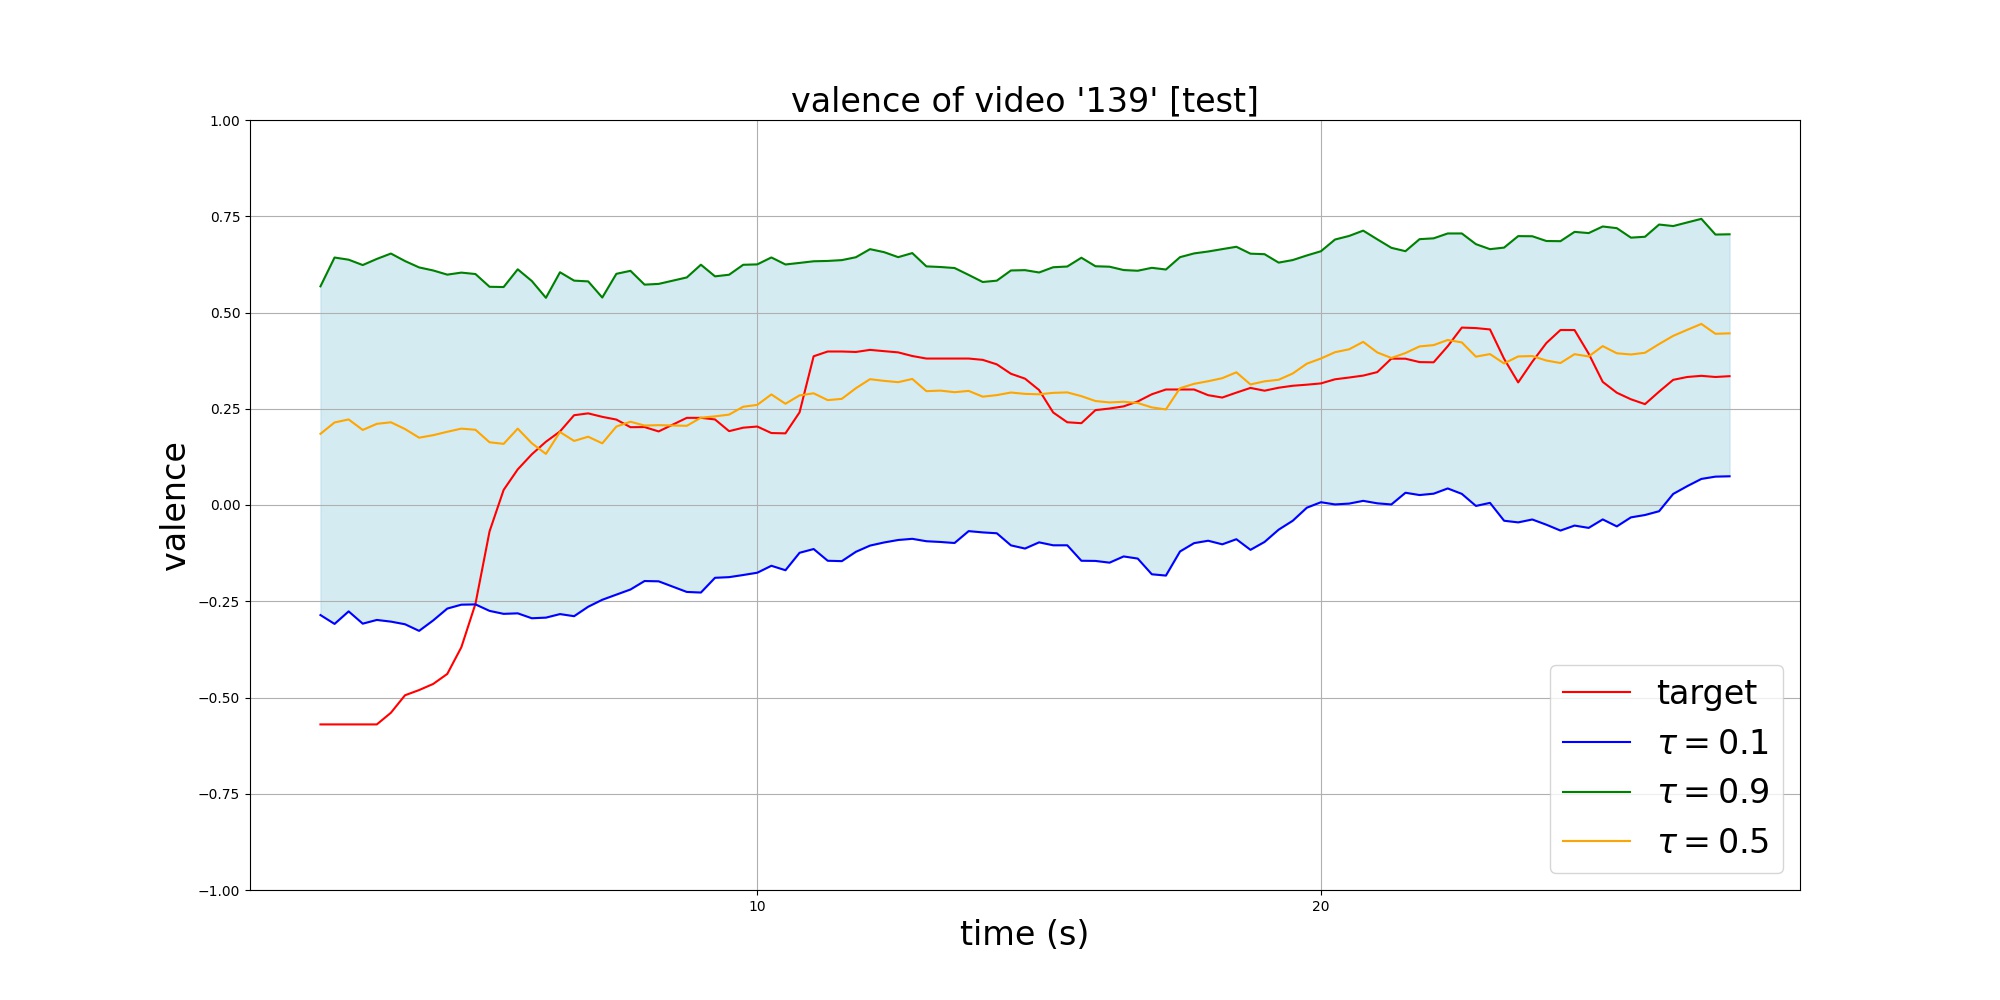 valence of video '139' [test]
1.00
0.75
0.50
0.25
0.00
−0.25
−0.50
−0.75
−1.00
valence
10
20
time (s)
target
τ = 0.1
τ = 0.9
τ = 0.5